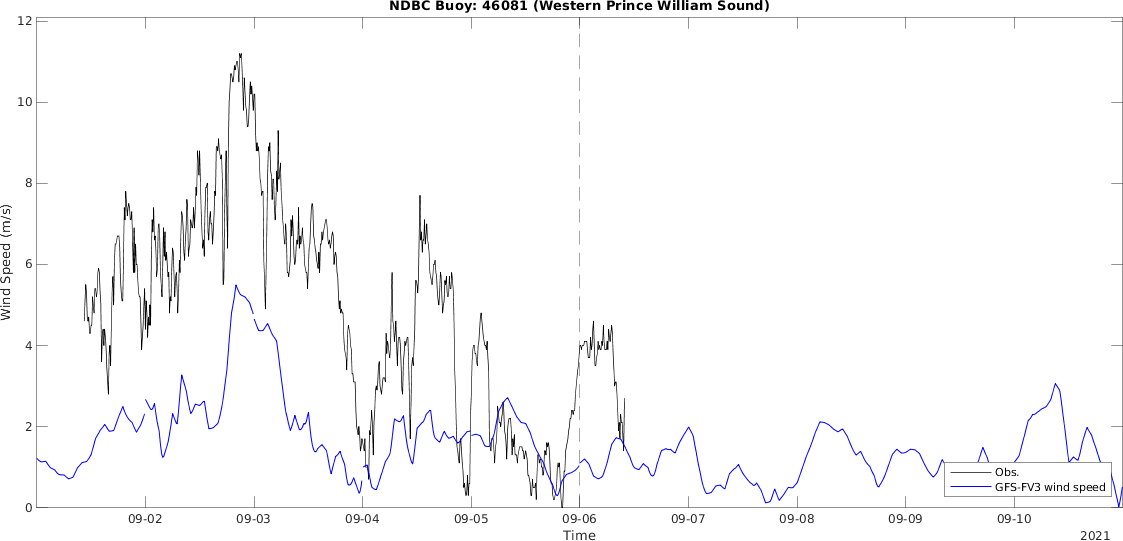 NDBC Buoy: 46081 (Western Prince William Sound)
Wind Speed (m/s)
12
10
8
6
4
2
0
09-02 09-03 09-04 09-05 09-06 09-07 09-08 09-09 09-10
Time
2021
Obs.
GFS-FV3 wind speed